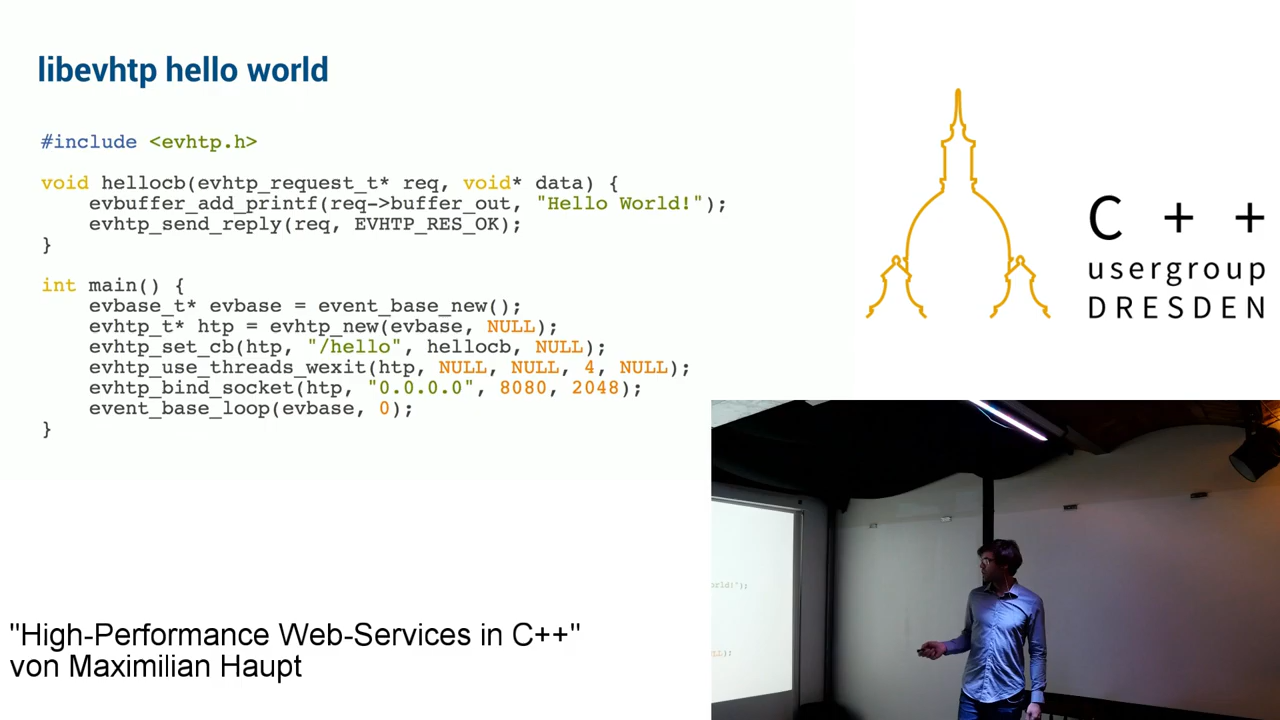 libevhtp hello world
#include <evhtp.h>
void hellocb(evhtp_request_t* req, void* data) {
    evbuffer_add_printf(req->buffer_out, "Hello World!");
    evhtp_send_reply(req, EVHTP_RES_OK);
}
int main() {
    evbase_t* evbase = event_base_new();
    evhtp_t* htp = evhtp_new(evbase, NULL);
    evhtp_set_cb(htp, "/hello", hellocb, NULL);
    evhtp_use_threads_wexit(htp, NULL, NULL, 4, NULL);
    evhtp_bind_socket(htp, "0.0.0.0", 8080, 2048);
    event_base_loop(evbase, 0);
}
C + +
usergroup
DRESDEN
"High-Performance Web-Services in C++"
von Maximilian Haupt